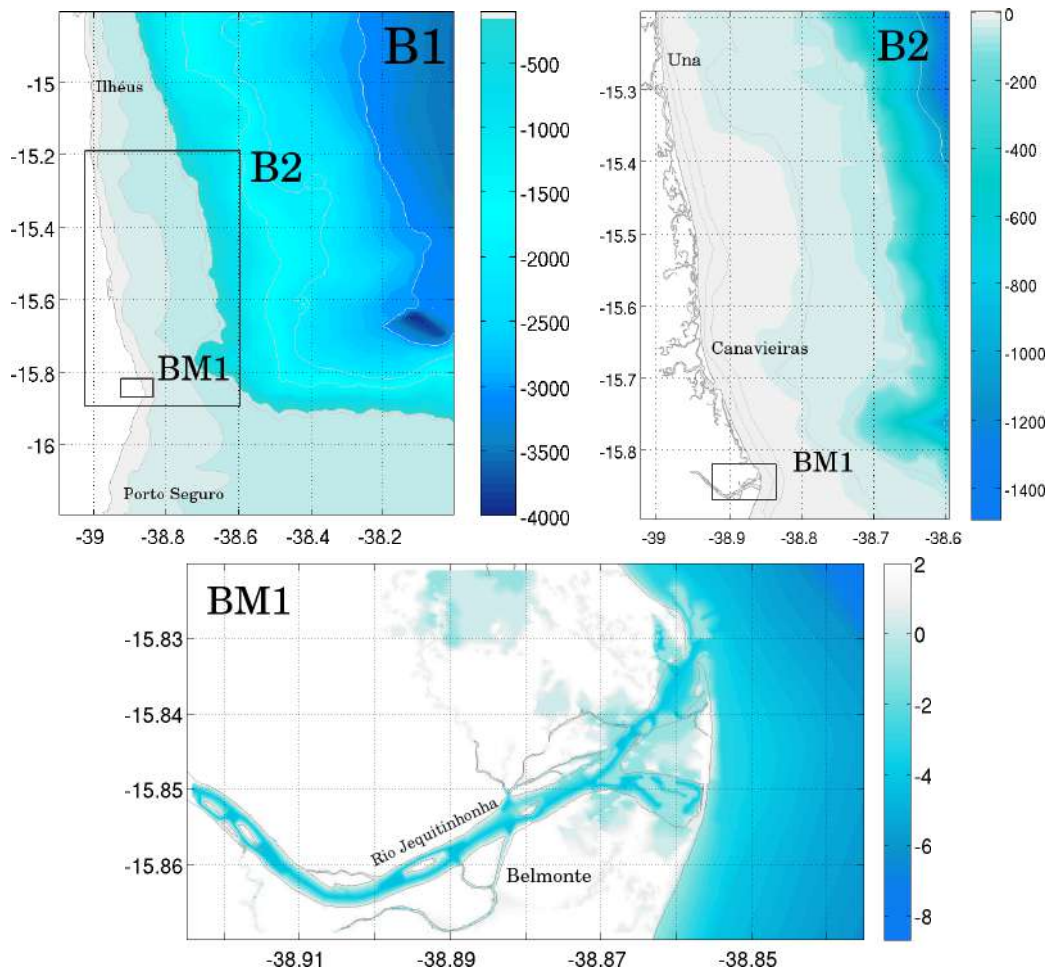 B1
Ilhéus
B2
BM1
Porto Seguro
-15
-15.2
-15.4
-15.6
-15.8
-16
-39 -38.8 -38.6 -38.4 -38.2
-500
-1000
-1500
-2000
-2500
-3000
-3500
-4000
B2
Una
Canavieiras
BM1
-15.3
-15.4
-15.5
-15.6
-15.7
-15.8
-39 -38.9 -38.8 -38.7 -38.6
0
-200
-400
-600
-800
-1000
-1200
-1400
BM1
Rio Jequitinhonha
Belmonte
-15.83
-15.84
-15.85
-15.86
-38.91 -38.89 -38.87 -38.85
2
0
-2
-4
-6
-8